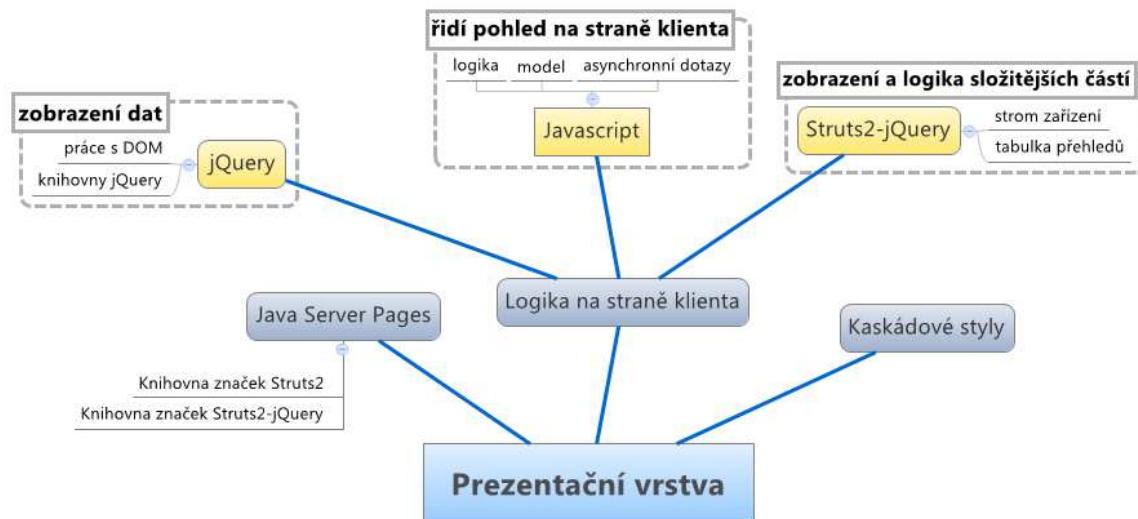 řidí pohled na straně klienta
logika
model
asynchronní dotazy
Javascript
zobrazení dat
práce s DOM
knihovny jQuery
jQuery
zobrazení a logika složitějších částí
Struts2-jQuery
strom zařízení
tabulka přehledů
Java Server Pages
Knihovna značek Struts2
Knihovna značek Struts2-jQuery
Logika na straně klienta
Kaskádové styly
Prezentační vrstva